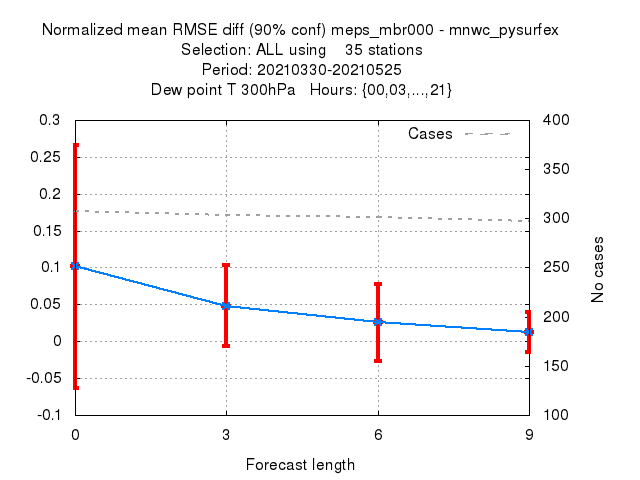 Normalized mean RMSE diff (90% conf) meps_mbr000 - mnwc_pysurfex
Selection: ALL using 35 stations
Period: 20210330-20210525
Dew point T 300hPa Hours: {00,03,...,21}
Cases
0.3
0.25
0.2
0.15
0.1
0.05
0
-0.05
-0.1
400
350
300
250
200
150
100
No cases
0 3 6 9
Forecast length